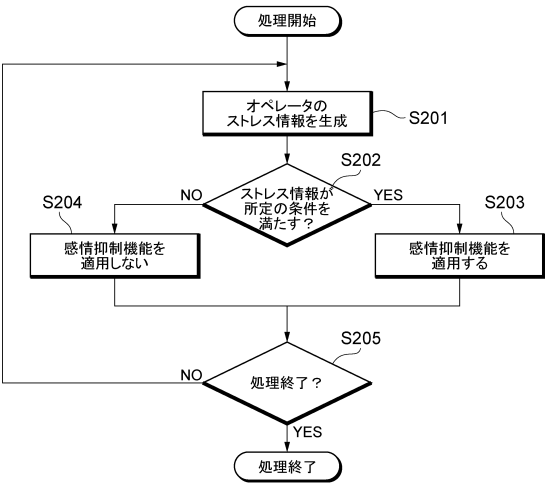 処理開始
オペレータの
ストレス情報を生成
S201
S202
ストレス情報が
所定の条件を
満たす？
NO
YES
S204
感情抑制機能を
適用しない
S203
感情抑制機能を
適用する
S205
処理終了？
NO
YES
処理終了